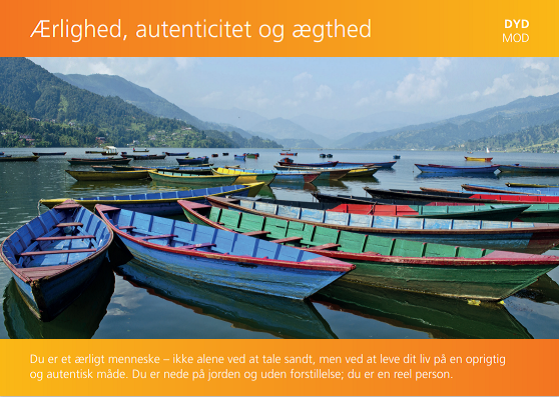 Ærlighed, autenticitet og ægthed
DYD
MOD
Du er et ærligt menneske – ikke alene ved at tale sandt, men ved at leve dit liv på en oprigtig
og autentisk måde. Du er nede på jorden og uden forstillelse; du er en reel person.